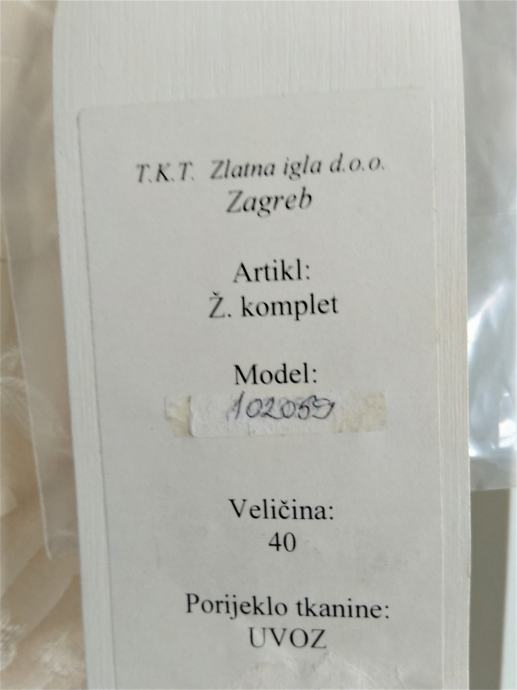 T.K.T. Zlatna igla d.o.o.
Zagreb
Artikl:
Ž. komplet
Model:
102059
Veličina:
40
Porijeklo tkanine:
UVOZ